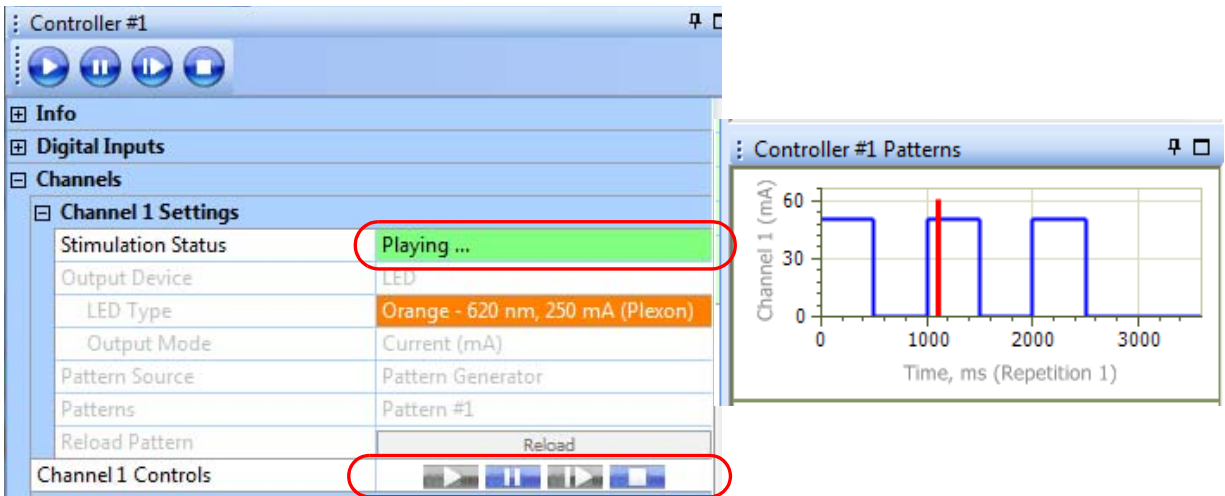 Controller #1
Info
Digital Inputs
Channels
Channel 1 Settings
Stimulation Status Playing ...
Output Device LED
LED Type Orange - 620 nm, 250 mA (Plexon)
Output Mode Current (mA)
Pattern Source Pattern Generator
Patterns Pattern #1
Reload Pattern Reload
Channel 1 Controls
Controller #1 Patterns
Channel 1 (mA)
60
30
0
0 1000 2000 3000
Time, ms (Repetition 1)